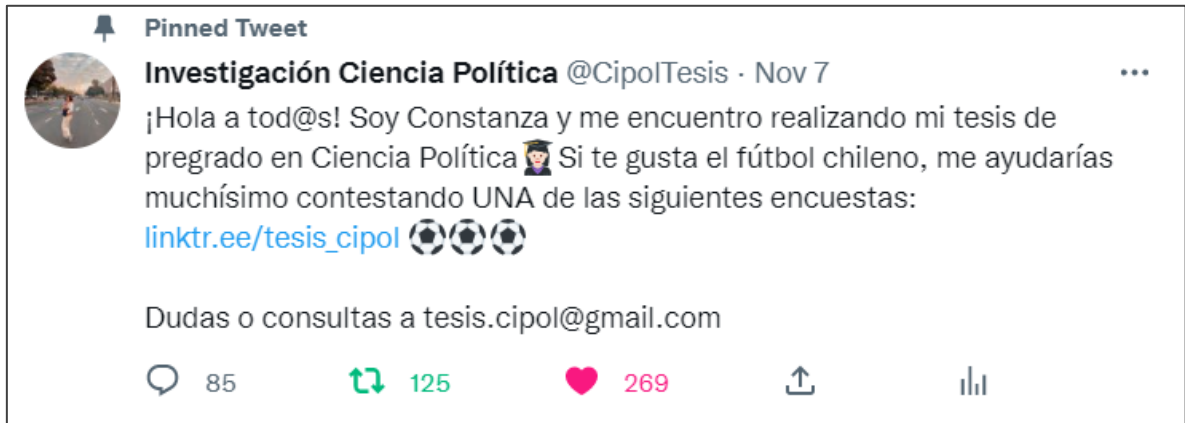 Pinned Tweet
Investigación Ciencia Política @CipolTesis · Nov 7
¡Hola a tod@s! Soy Constanza y me encuentro realizando mi tesis de
pregrado en Ciencia Política👩🏻‍🎓Si te gusta el fútbol chileno, me ayudarías
muchísimo contestando UNA de las siguientes encuestas:
linktr.ee/tesis_cipol ⚽⚽⚽
Dudas o consultas a tesis.cipol@gmail.com
85 125 269